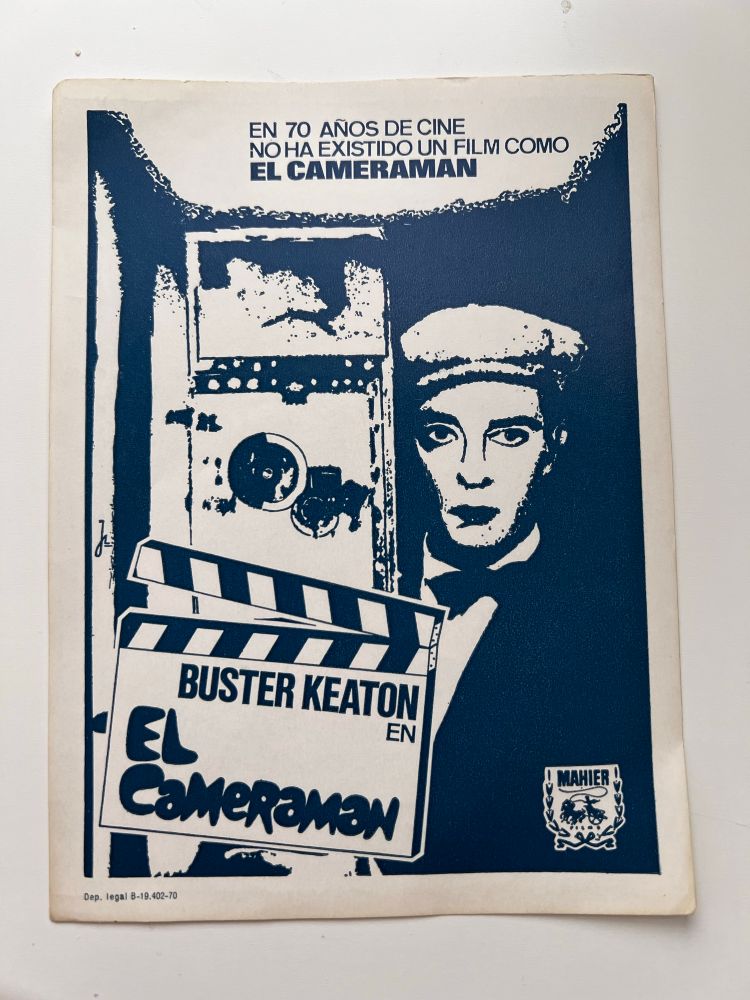 EN 70 AÑOS DE CINE
NO HA EXISTIDO UN FILM COMO
EL CAMERAMAN
BUSTER KEATON
EN
EL
CAMERAMAN
MAHIER
FILMS
Dep. legal B-19.402-70